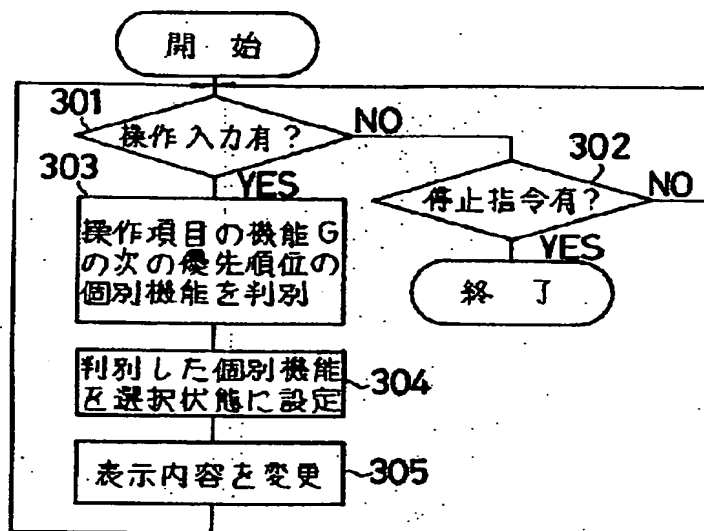 開 始
301
操作入力有?
NO
302
303
YES
停止指令有?
NO
操作項目の機能G
の次の優先順位の
個別機能を判別
YES
終 了
判別した個別機能
を選択状態に設定
304
表示内容を変更
305